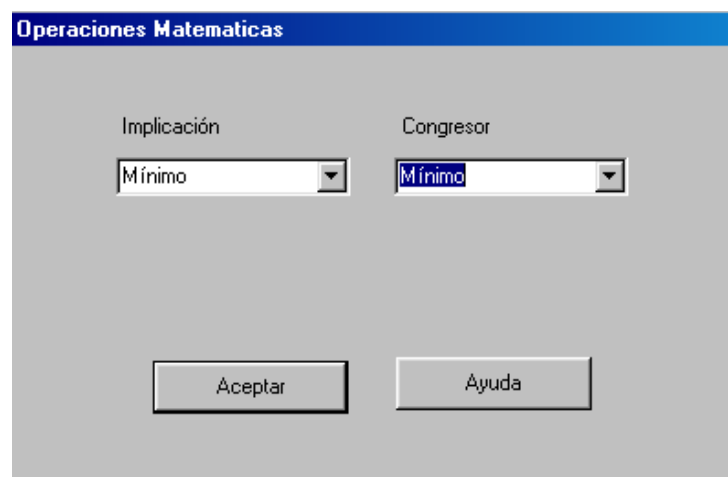 Operaciones Matematicas
Implicación Congresor
Mínimo Mínimo
Aceptar Ayuda